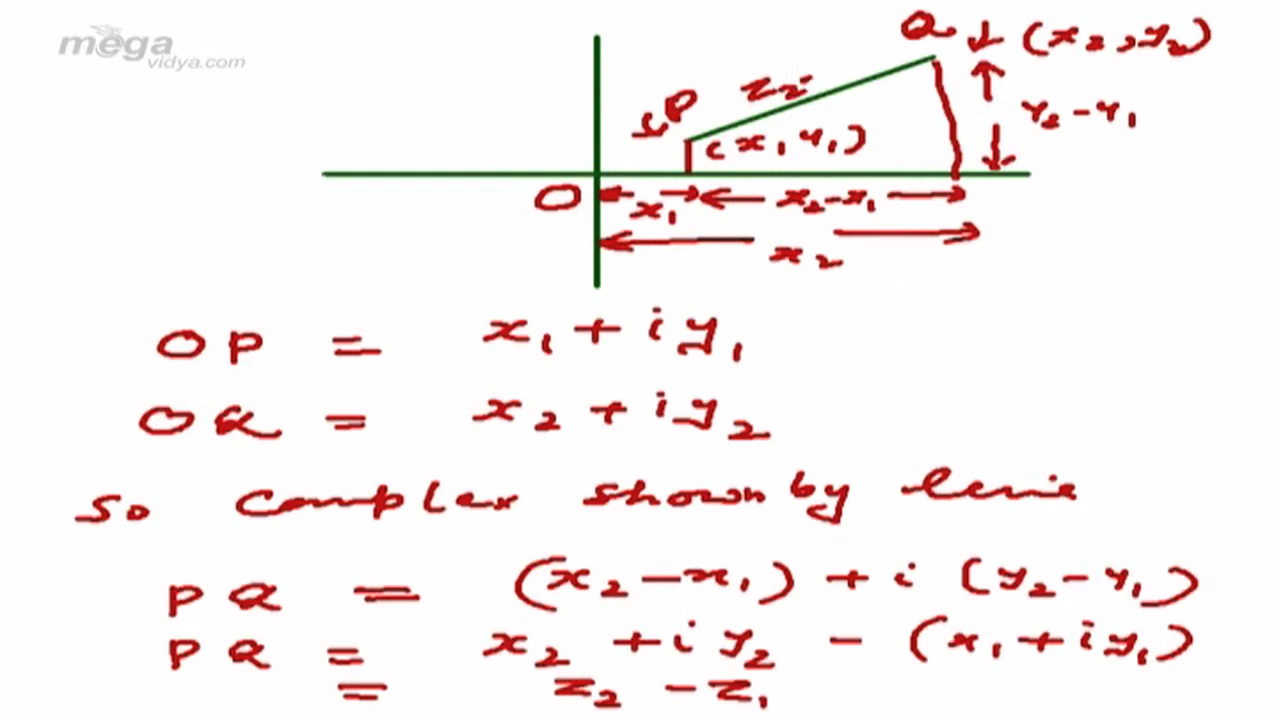 mega
vidya.com
Q (x₂, y₂)
z₂
P
(x₁ y₁)
y₂ - y₁
O
x₁
x₂-x₁
x₂
OP = x₁ + iy₁
OQ = x₂ + iy₂
So complex shown by line
PQ = (x₂ - x₁) + i (y₂ - y₁)
PQ = x₂ + iy₂ - (x₁ + iy₁)
= z₂ - z₁